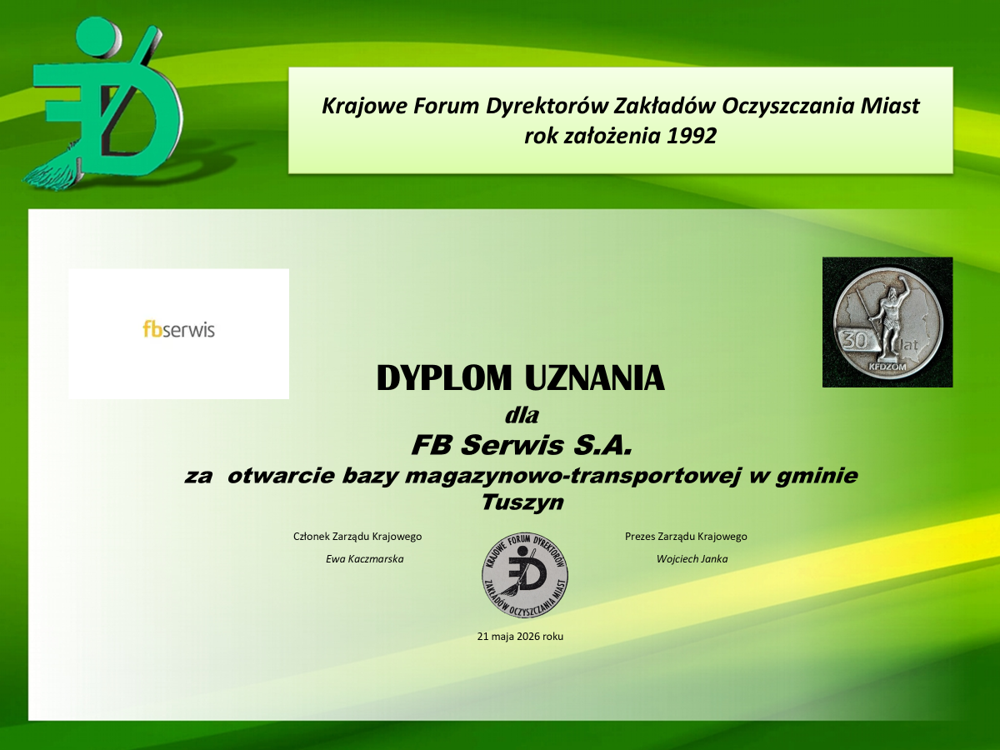 Krajowe Forum Dyrektorów Zakładów Oczyszczania Miast
rok założenia 1992
fbserwis
30 lat
KFDZOM
DYPLOM UZNANIA
dla
FB Serwis S.A.
za otwarcie bazy magazynowo-transportowej w gminie
Tuszyn
Członek Zarządu Krajowego
Ewa Kaczmarska
Prezes Zarządu Krajowego
Wojciech Janka
KRAJOWE FORUM DYREKTORÓW
ZAKŁADÓW OCZYSZCZANIA MIAST
21 maja 2026 roku